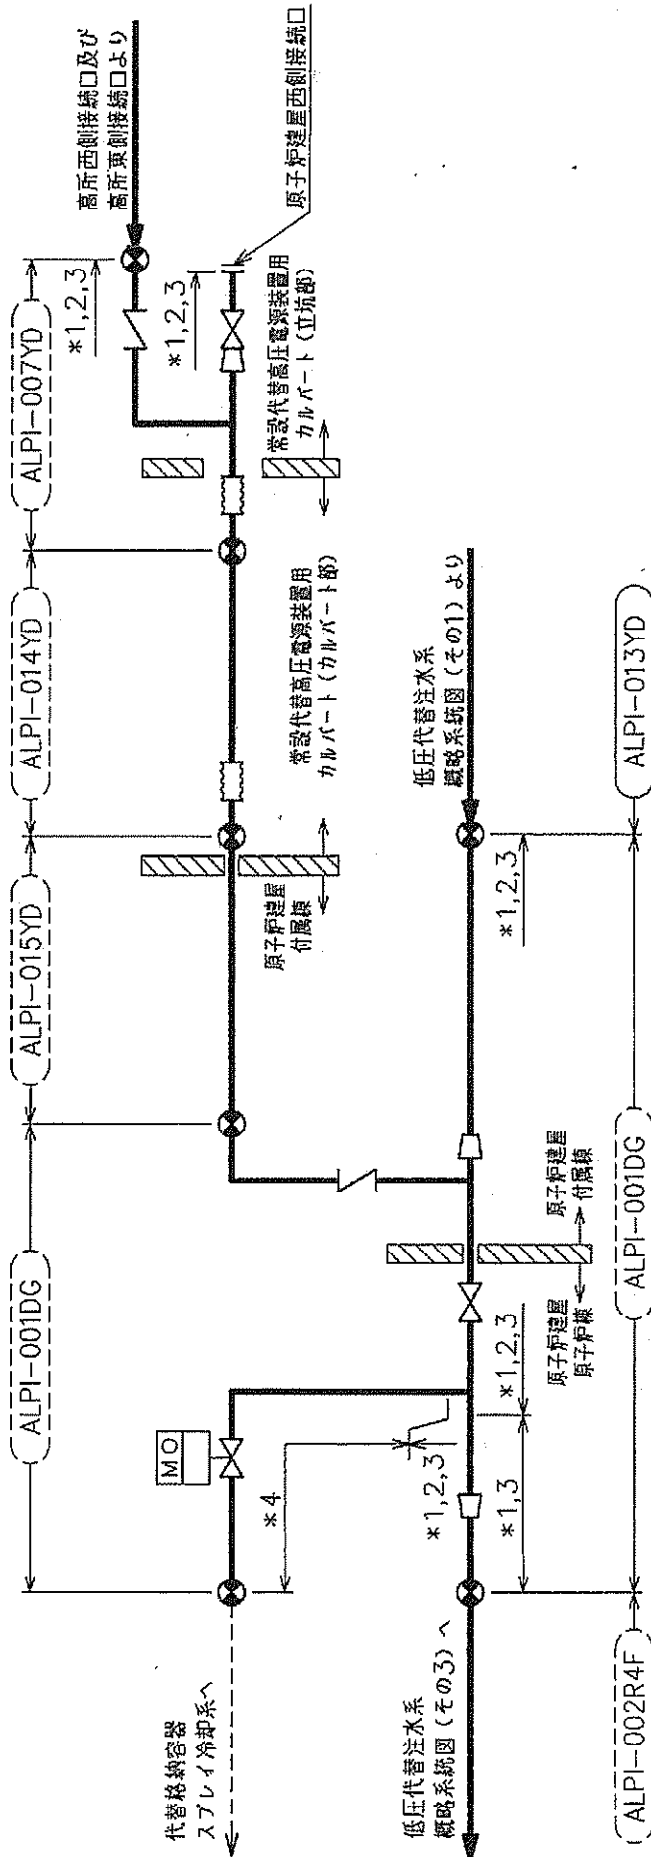 代替格納容器
スプレイ冷却系へ
ALPI-001DG
ALPI-015YD
ALPI-014YD
ALPI-007YD
MO
*4
*1,2,3
原子炉建屋
付属棟
常設代替高圧電源装置用
カルバート(カルバート部)
常設代替高圧電源装置用
カルバート(立坑部)
*1,2,3
*1,2,3
高所西側接続口及び
高所東側接続口より
原子炉建屋西側接続口
低圧代替注水系
概略系統図(その3)へ
*1,3
*1,2,3
原子炉建屋
原子炉棟
原子炉建屋
付属棟
*1,2,3
低圧代替注水系
概略系統図(その1)より
ALPI-002R4F
ALPI-001DG
ALPI-013YD